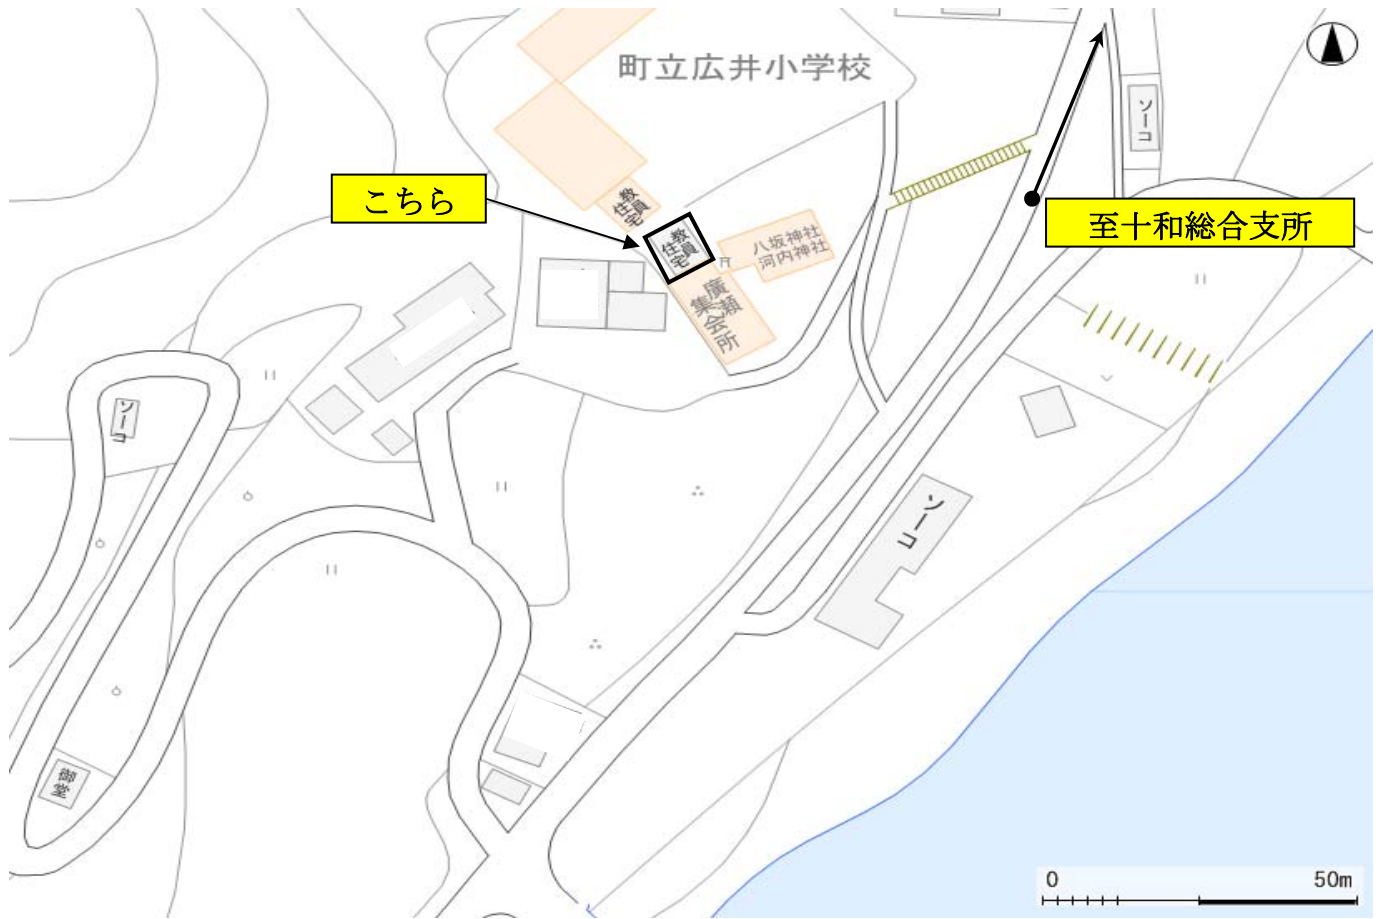 町立広井小学校
ソーコ
こちら
教員
住宅
至十和総合支所
教員
住宅
八坂神社
河内神社
廣瀬
集会所
ソーコ
ソーコ
御堂
0 50m